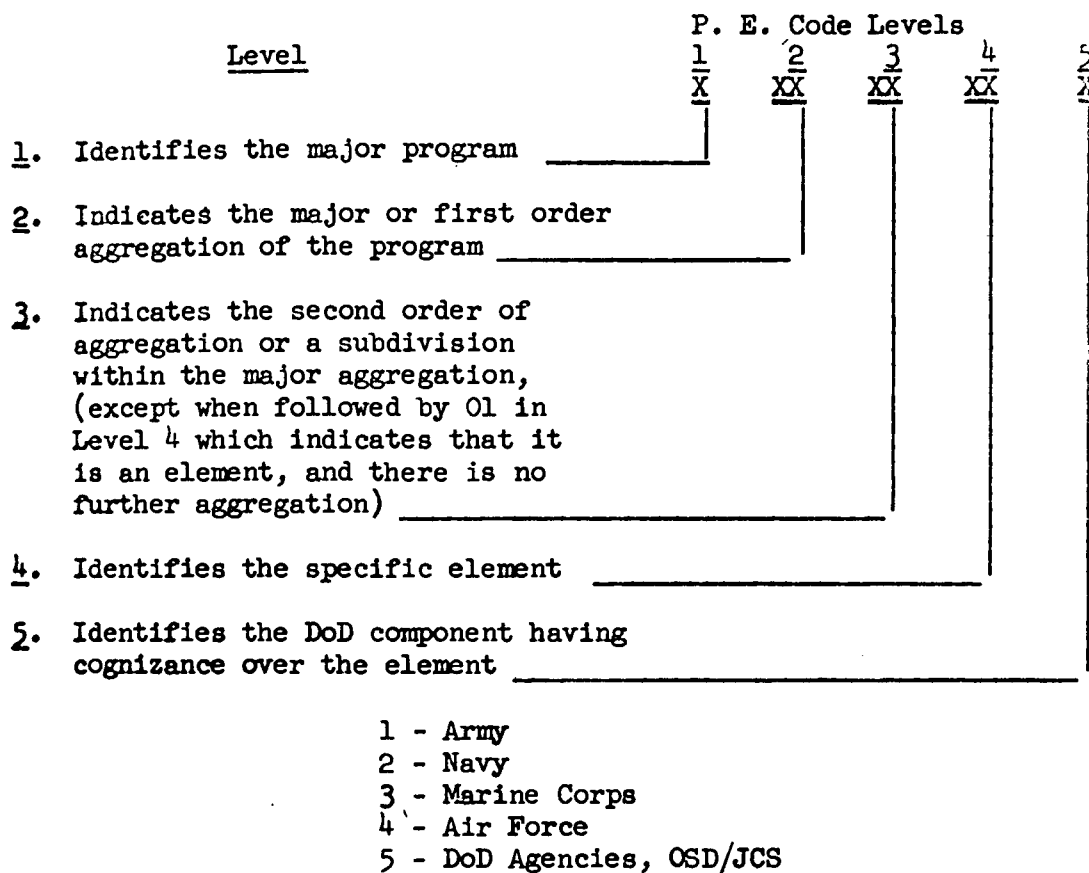 P. E. Code Levels
Level 1 2 3 4 5
X XX XX XX X
1. Identifies the major program
2. Indicates the major or first order
aggregation of the program
3. Indicates the second order of
aggregation or a subdivision
within the major aggregation,
(except when followed by 01 in
Level 4 which indicates that it
is an element, and there is no
further aggregation)
4. Identifies the specific element
5. Identifies the DoD component having
cognizance over the element
1 - Army
2 - Navy
3 - Marine Corps
4 - Air Force
5 - DoD Agencies, OSD/JCS